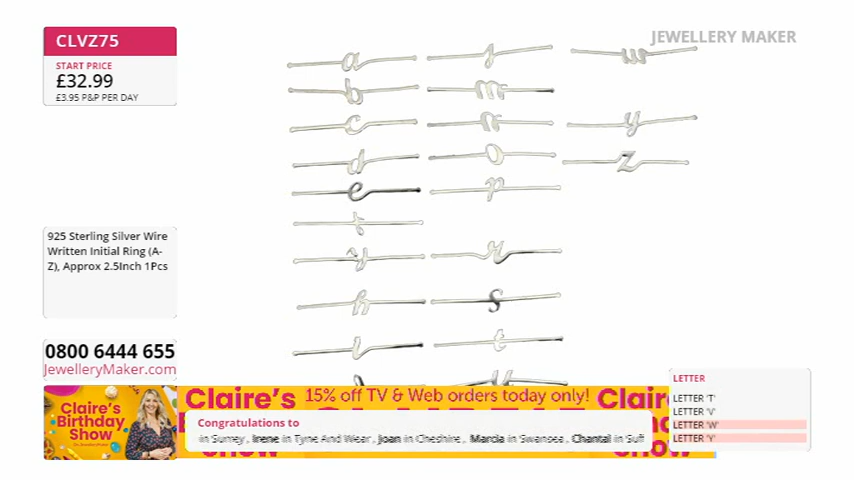 CLVZ75
START PRICE
£32.99
£3.95 P&P PER DAY
JEWELLERY MAKER
a
b
c
d
e
f
h
m
n
o
p
r
s
t
w
y
z
925 Sterling Silver Wire
Written Initial Ring (A-
Z), Approx 2.5Inch 1Pcs
0800 6444 655
JewelleryMaker.com
Claire's
Birthday
Show
Claire's 15% off TV & Web orders today only! Clair
Congratulations to
in Surrey, Irene in Tyne And Wear, Joan in Cheshire, Marcia in Swansea, Chantal in Suff
Show
LETTER
LETTER 'T'
LETTER 'V'
LETTER 'W'
LETTER 'Y'